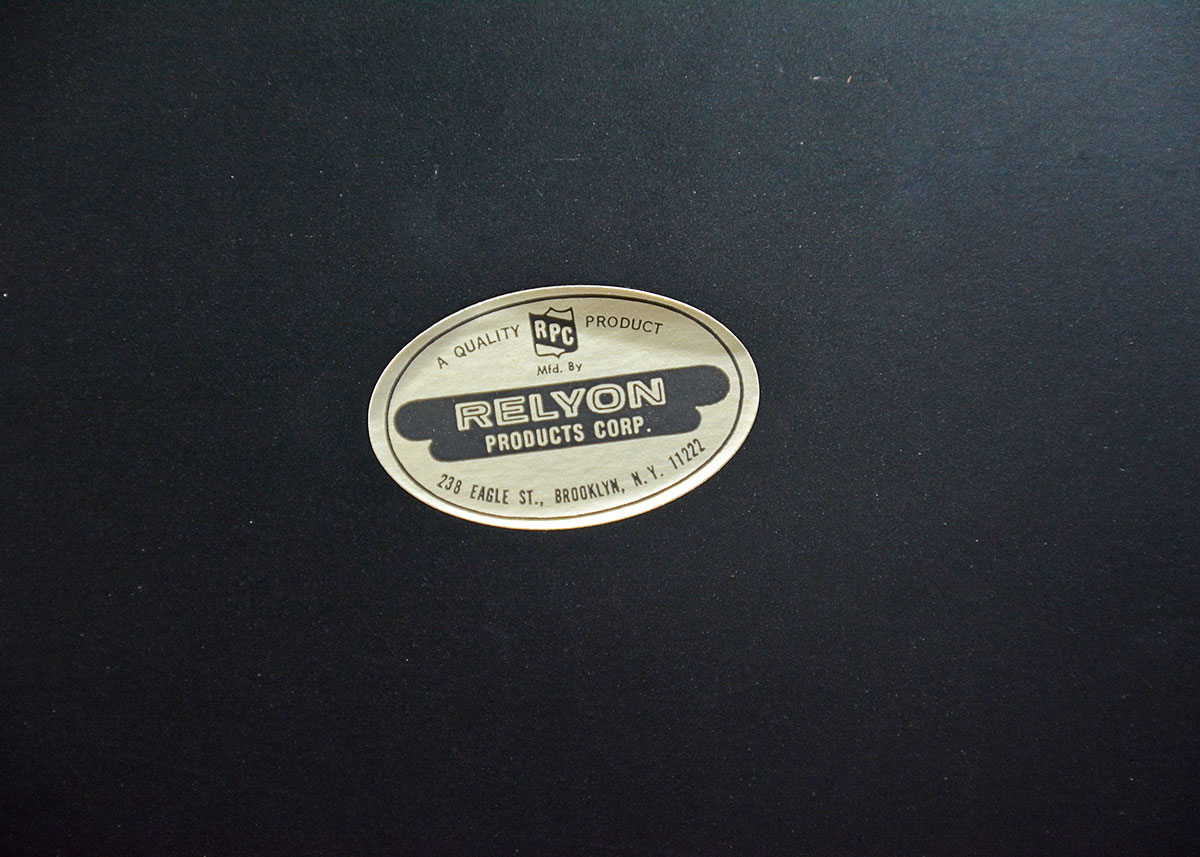 A QUALITY RPC PRODUCT
Mfd. By
RELYON
PRODUCTS CORP.
238 EAGLE ST., BROOKLYN, N.Y. 11222